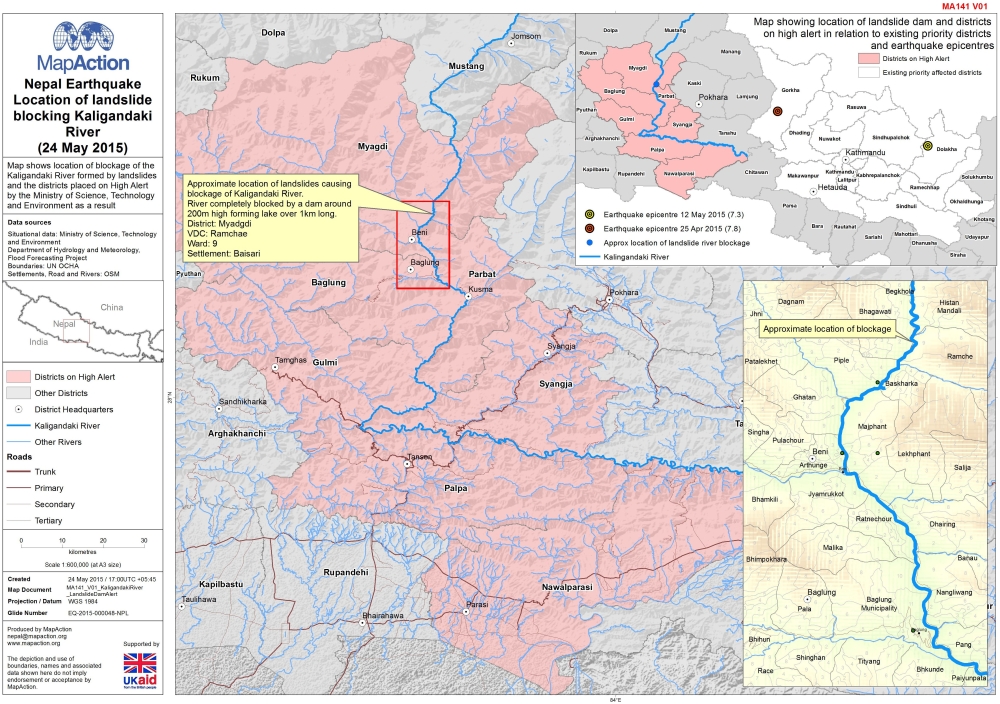 MA141 V01
MapAction
Nepal Earthquake
Location of landslide
blocking Kaligandaki
River
(24 May 2015)
Map shows location of blockage of the
Kaligandaki River formed by landslides
and the districts placed on High Alert
by the Ministry of Science, Technology
and Environment as a result
Data sources
Situational data: Ministry of Science, Technology
and Environment
Department of Hydrology and Meteorology,
Flood Forecasting Project
Boundaries: UN OCHA
Settlements, Road and Rivers: OSM
China
Nepal
India
Districts on High Alert
Other Districts
District Headquarters
Kaligandaki River
Other Rivers
Roads
Trunk
Primary
Secondary
Tertiary
0 10 20 30
kilometres
Scale 1:600,000 (at A3 size)
Created 24 May 2015 / 17:00UTC +05:45
Map Document MA141_V01_KaligandakiRiver
_LandslideDamAlert
Projection / Datum WGS 1984
Glide Number EQ-2015-000048-NPL
Produced by MapAction
nepal@mapaction.org
www.mapaction.org
Supported by
The depiction and use of
boundaries, names and associated
data shown here do not imply
endorsement or acceptance by
MapAction.
UKaid
from the British people
Dolpa
Jomsom
Mustang
Rukum
Myagdi
Approximate location of landslides causing
blockage of Kaligandaki River.
River completely blocked by a dam around
200m high forming lake over 1km long.
District: Myadgdi
VDC: Ramchae
Ward: 9
Settlement: Baisari
Beni
Baglung
Pyuthan
Baglung
Parbat
Kusma
Pokhara
Syangja
Tamghas
Gulmi
Syangja
Sandhikharka
28°N
Arghakhanchi
Ta
Tansen
Palpa
Kapilbastu
Rupandehi
Nawalparasi
Taulihawa
Parasi
Bhairahawa
84°E
Map showing location of landslide dam and districts
on high alert in relation to existing priority districts
and earthquake epicentres
Districts on High Alert
Existing priority affected districts
Dolpa
Mustang
Rukum
Manang
Myagdi
Kaski
Gorkha
Baglung
Parbat
Pokhara
Lamjung
Rasuwa
Pyuthan
Gulmi
Syangja
Tanahu
Dhading
Nuwakot
Sindhupalchok
Dolakha
Arghakhanchi
Palpa
Kathmandu
Kapilbastu
Rupandehi
Nawalparasi
Chitawan
Makawanpur
Kathmandu
Lalitpur
Kabhrepalanchok
Solukhumbu
Hetauda
Ramechhap
Okhaldhunga
Parsa
Sindhuli
Khotang
Bara
Rautahat
Sarlahi
Mahottari
Dhanusha
Udayapur
Siraha
Earthquake epicentre 12 May 2015 (7.3)
Earthquake epicentre 25 Apr 2015 (7.8)
Approx location of landslide river blockage
Kalingandaki River
Begkhola
Dagnam
Histan
Mandali
Jhri
Bhagawati
Approximate location of blockage
Patalekhet
Piple
Ramche
Baskharka
Ghatan
Majphant
Singha
Pulachour
Beni
Arthunge
Lekhphant
Salija
Bhamkili
Jyamrukkot
Ratnechour
Dhairing
Malika
Bhimpokhara
Banau
Baglung
Nangliwang
Pala
Baglung
Municipality
Bhihun
Pang
Shinghan
Tityang
Race
Bhkunde
Paiyunpata